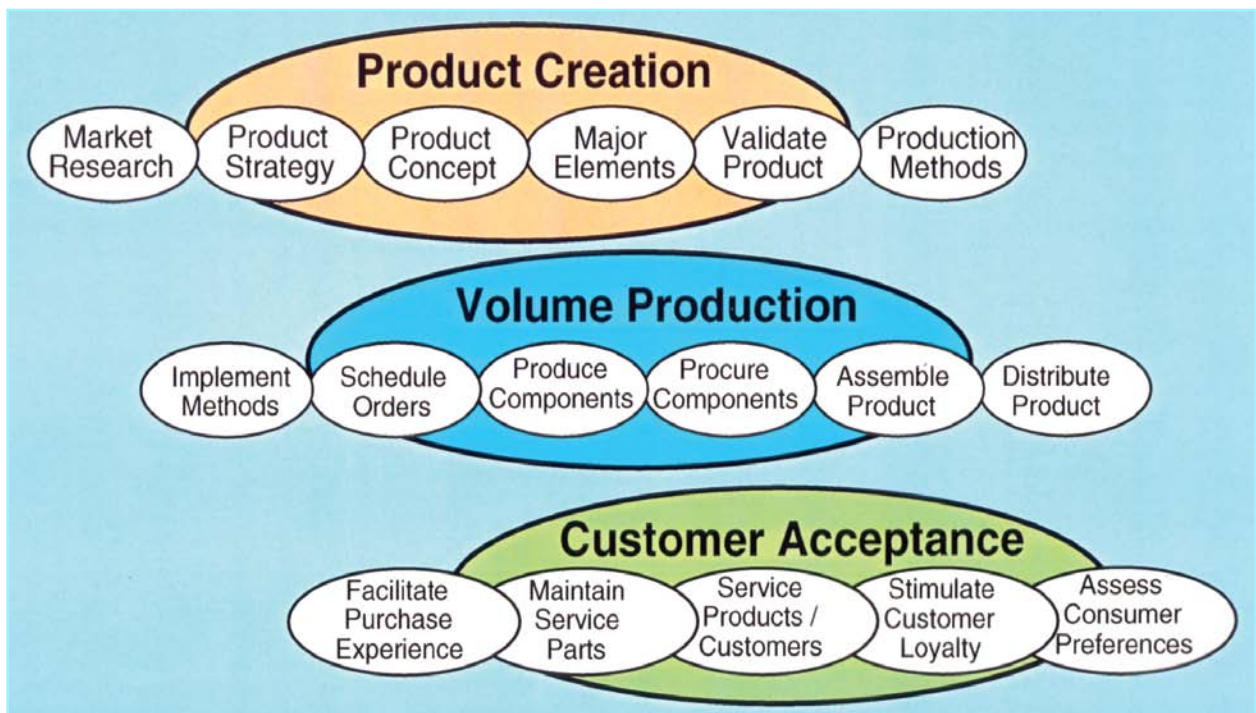 Product Creation
Market
Research
Product
Strategy
Product
Concept
Major
Elements
Validate
Product
Production
Methods
Volume Production
Implement
Methods
Schedule
Orders
Produce
Components
Procure
Components
Assemble
Product
Distribute
Product
Customer Acceptance
Facilitate
Purchase
Experience
Maintain
Service
Parts
Service
Products /
Customers
Stimulate
Customer
Loyalty
Assess
Consumer
Preferences